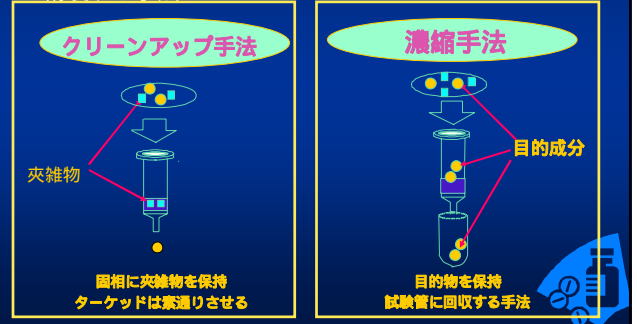 クリーンアップ手法
夾雑物
固相に夾雑物を保持
ターケッドは素通りさせる
濃縮手法
目的成分
目的物を保持
試験管に回収する手法